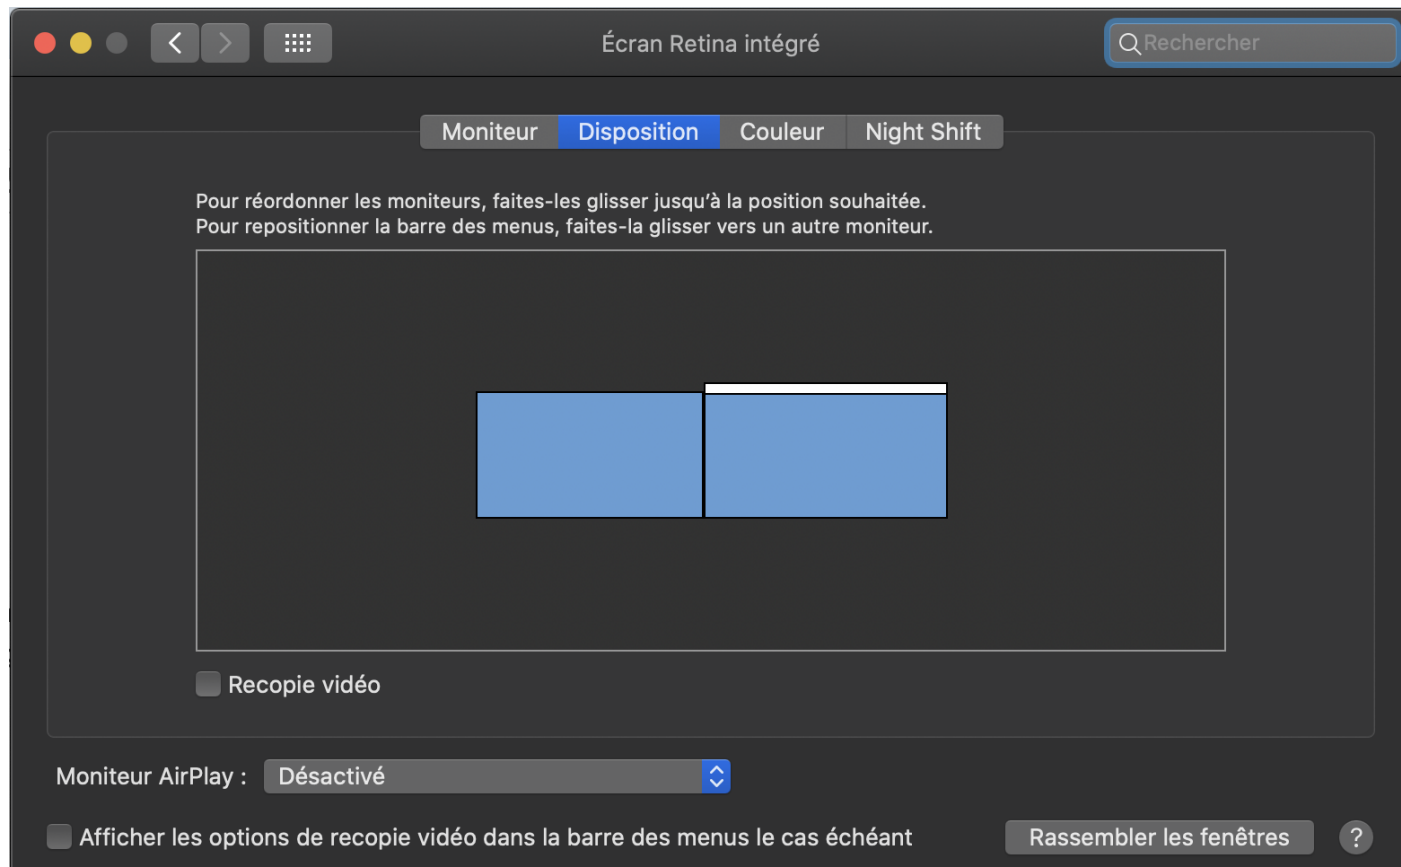 Écran Retina intégré
Rechercher
Moniteur
Disposition
Couleur
Night Shift
Pour réordonner les moniteurs, faites-les glisser jusqu’à la position souhaitée.
Pour repositionner la barre des menus, faites-la glisser vers un autre moniteur.
Recopie vidéo
Moniteur AirPlay :
Désactivé
Afficher les options de recopie vidéo dans la barre des menus le cas échéant
Rassembler les fenêtres
?